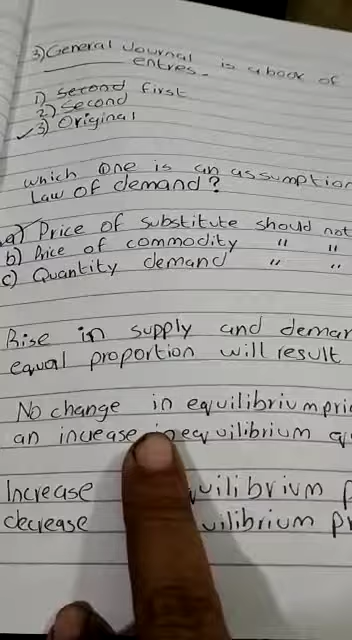 3) General Journal is a book of
entres.
1) second first
2) second
3) Original
which one is an assumption
Law of demand?
a) Price of substitute should not
b) Price of commodity " "
c) Quantity demand " "
Rise in supply and deman
equal proportion will result
No change in equilibrium pri
an increase in equilibrium q
Increase uilibrium p
decrease uilibrium pr